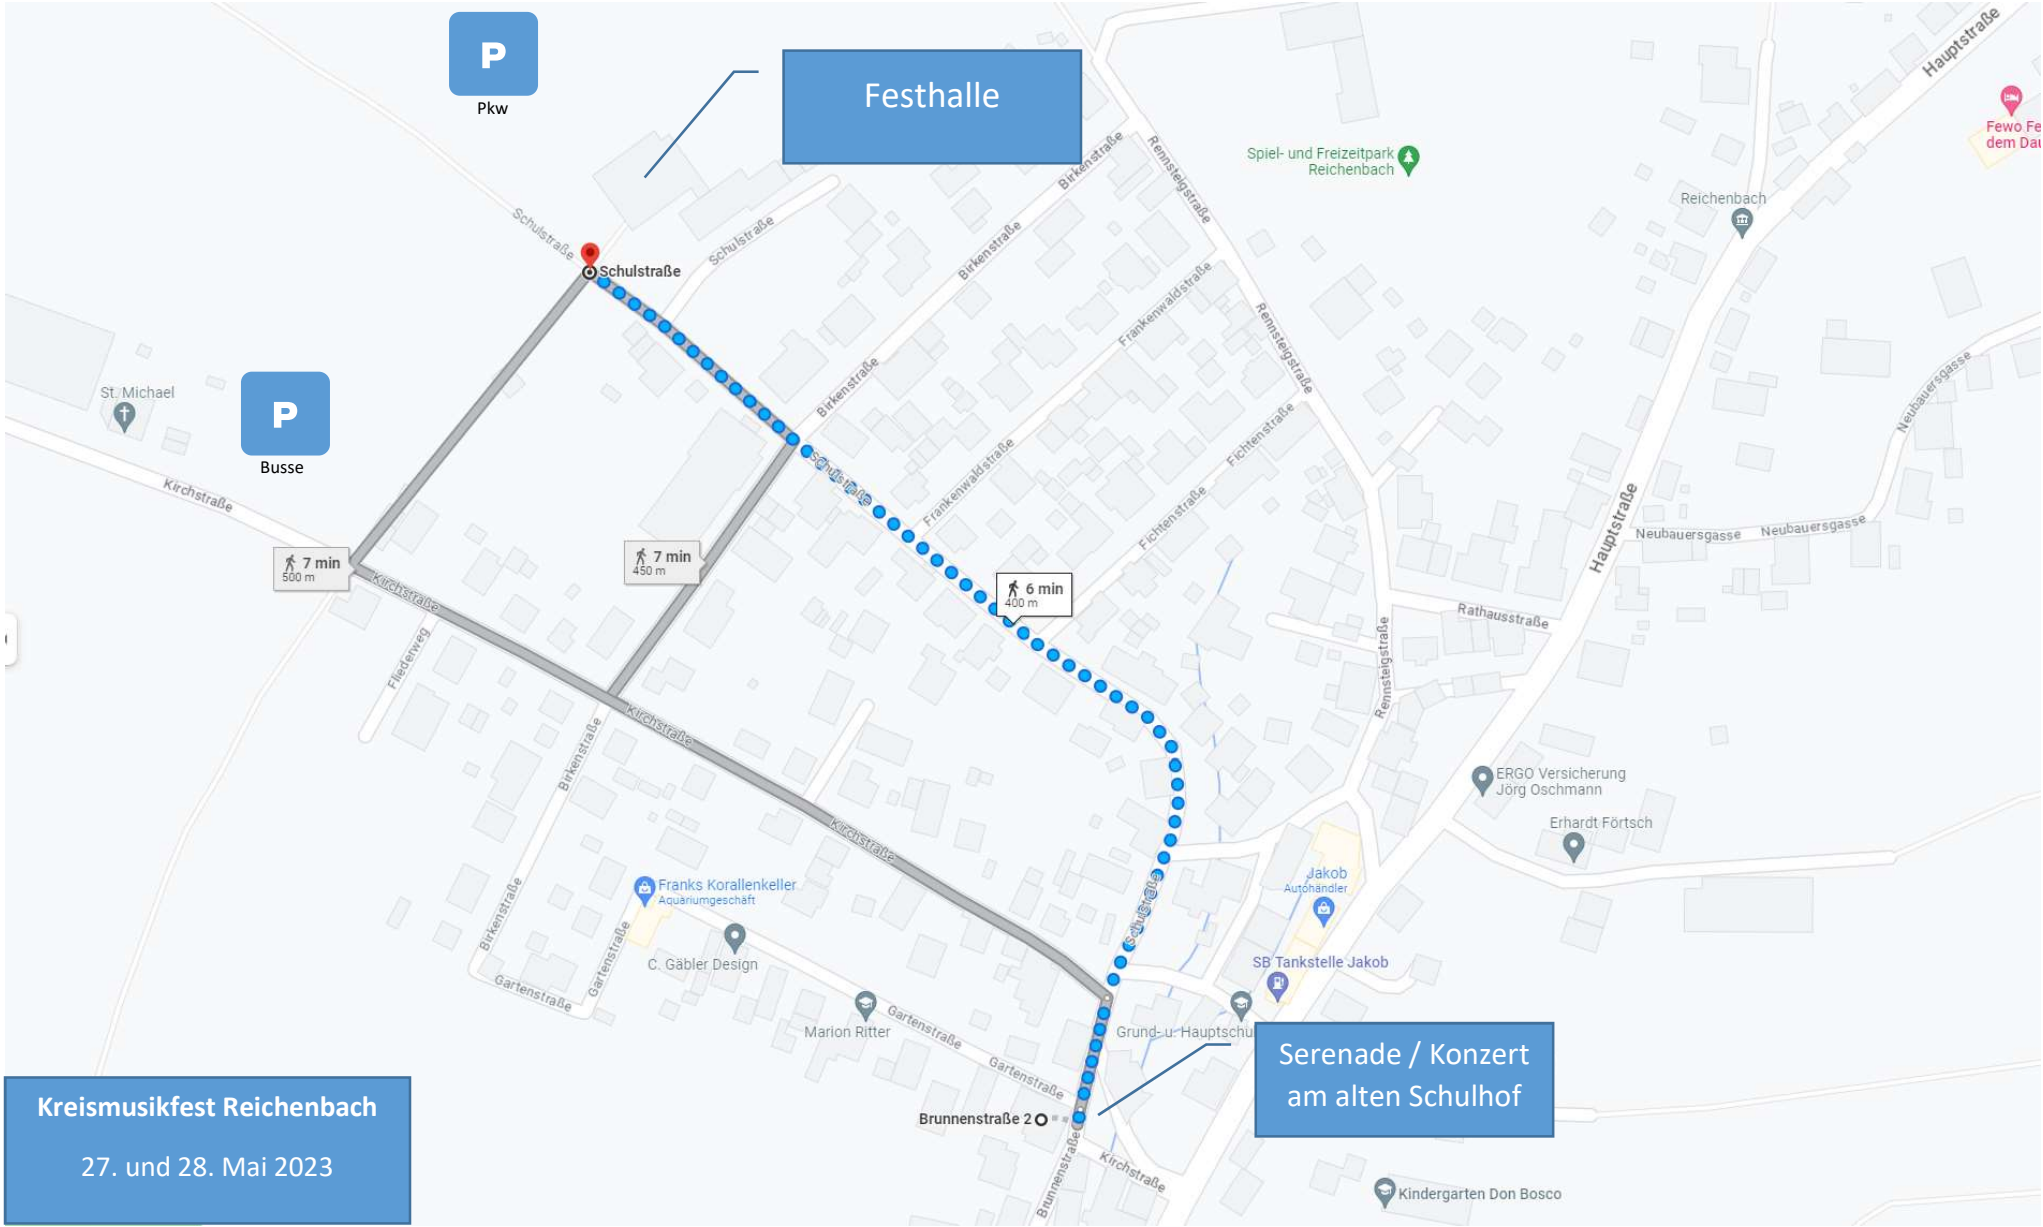 P
Pkw
Festhalle
Hauptstraße
Fewo Fe
dem Dau
Spiel- und Freizeitpark
Reichenbach
Reichenbach
Birkenstraße
Rennsteigstraße
Schulstraße
Schulstraße
Schulstraße
Birkenstraße
Frankenwaldstraße
Rennsteigstraße
St. Michael
P
Busse
Birkenstraße
Neubauersgasse
Kirchstraße
Schulstraße
Frankenwaldstraße
Fichtenstraße
Fichtenstraße
Hauptstraße
Neubauersgasse
Neubauersgasse
7 min
500 m
7 min
450 m
6 min
400 m
Kirchstraße
Fliederweg
Rathausstraße
Rennsteigstraße
Kirchstraße
Birkenstraße
ERGO Versicherung
Jörg Oschmann
Erhardt Förtsch
Kirchstraße
Franks Korallenkeller
Aquariumgeschäft
Jakob
Autohändler
Birkenstraße
Schulstraße
Gartenstraße
C. Gäbler Design
SB Tankstelle Jakob
Gartenstraße
Marion Ritter
Gartenstraße
Grund- u. Hauptschu
Gartenstraße
Serenade / Konzert
am alten Schulhof
Brunnenstraße 2
Brunnenstraße
Kirchstraße
Kindergarten Don Bosco
Kreismusikfest Reichenbach
27. und 28. Mai 2023